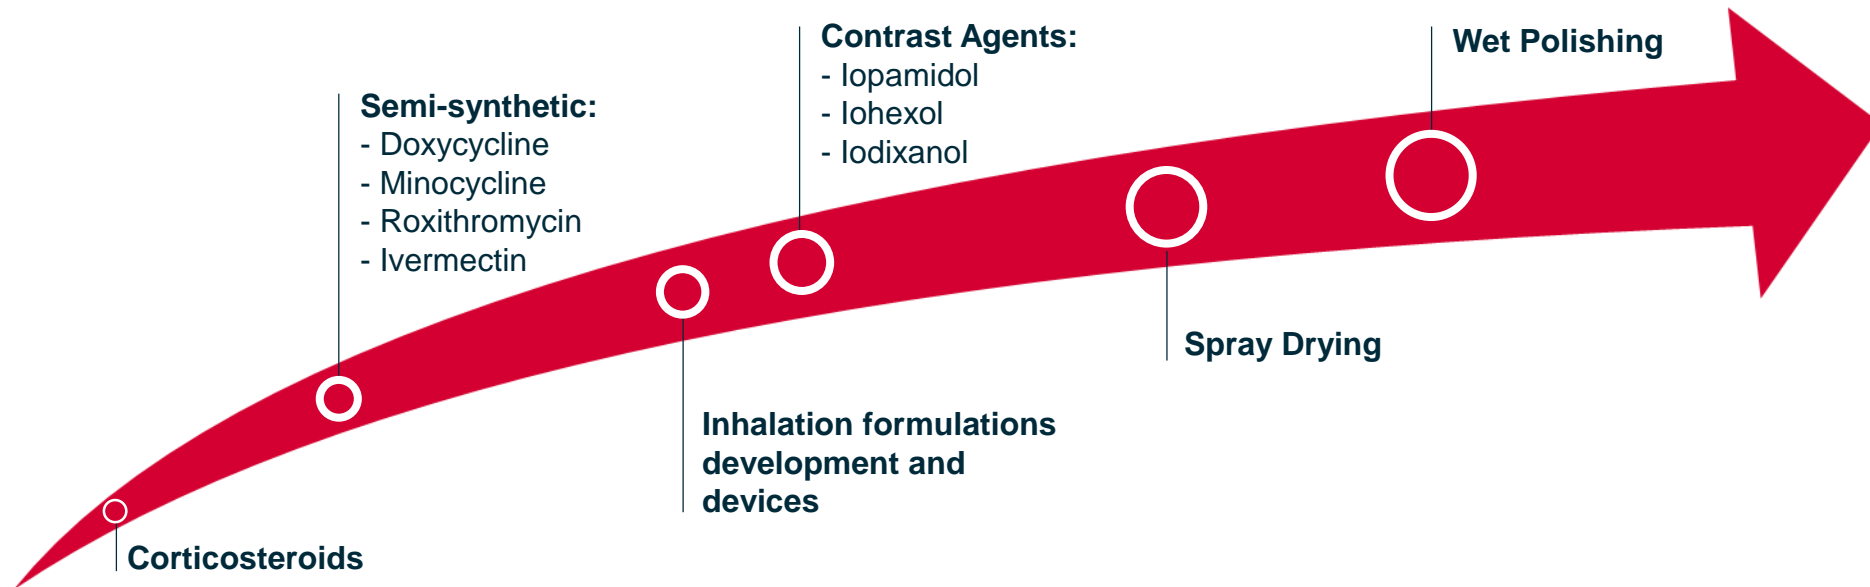 Corticosteroids
Semi-synthetic:
- Doxycycline
- Minocycline
- Roxithromycin
- Ivermectin
Inhalation formulations
development and
devices
Contrast Agents:
- Iopamidol
- Iohexol
- Iodixanol
Spray Drying
Wet Polishing